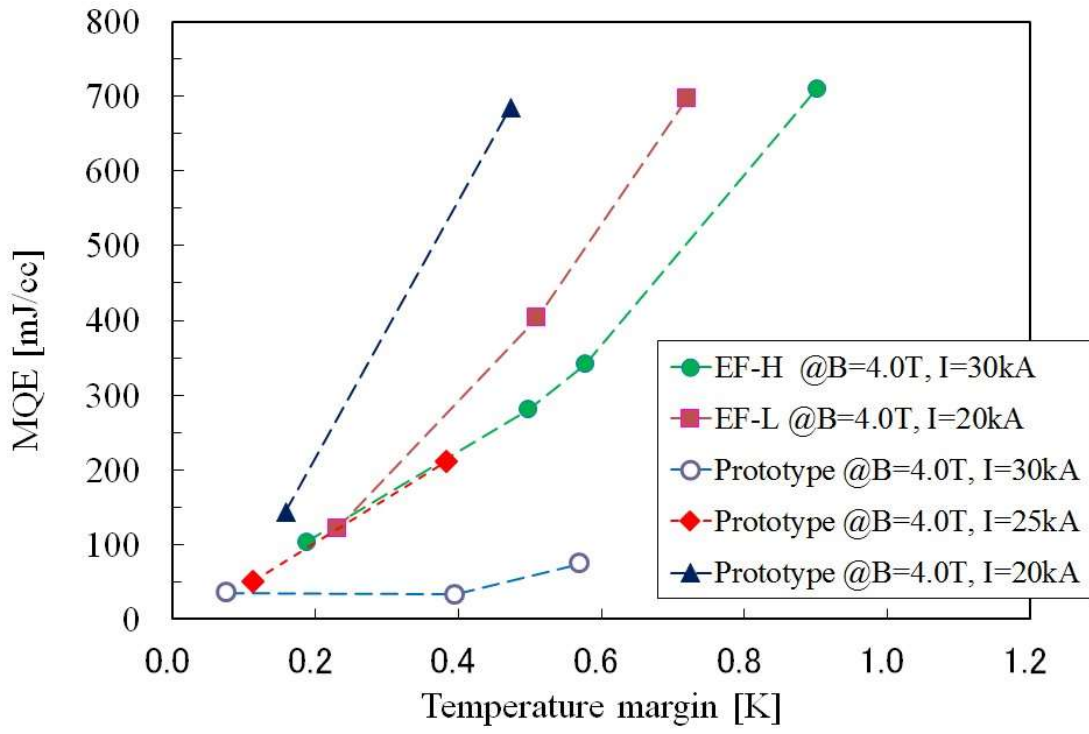 MQE [mJ/cc]
800
700
600
500
400
300
200
100
0
0.0 0.2 0.4 0.6 0.8 1.0 1.2
Temperature margin [K]
EF-H @B=4.0T, I=30kA
EF-L @B=4.0T, I=20kA
Prototype @B=4.0T, I=30kA
Prototype @B=4.0T, I=25kA
Prototype @B=4.0T, I=20kA